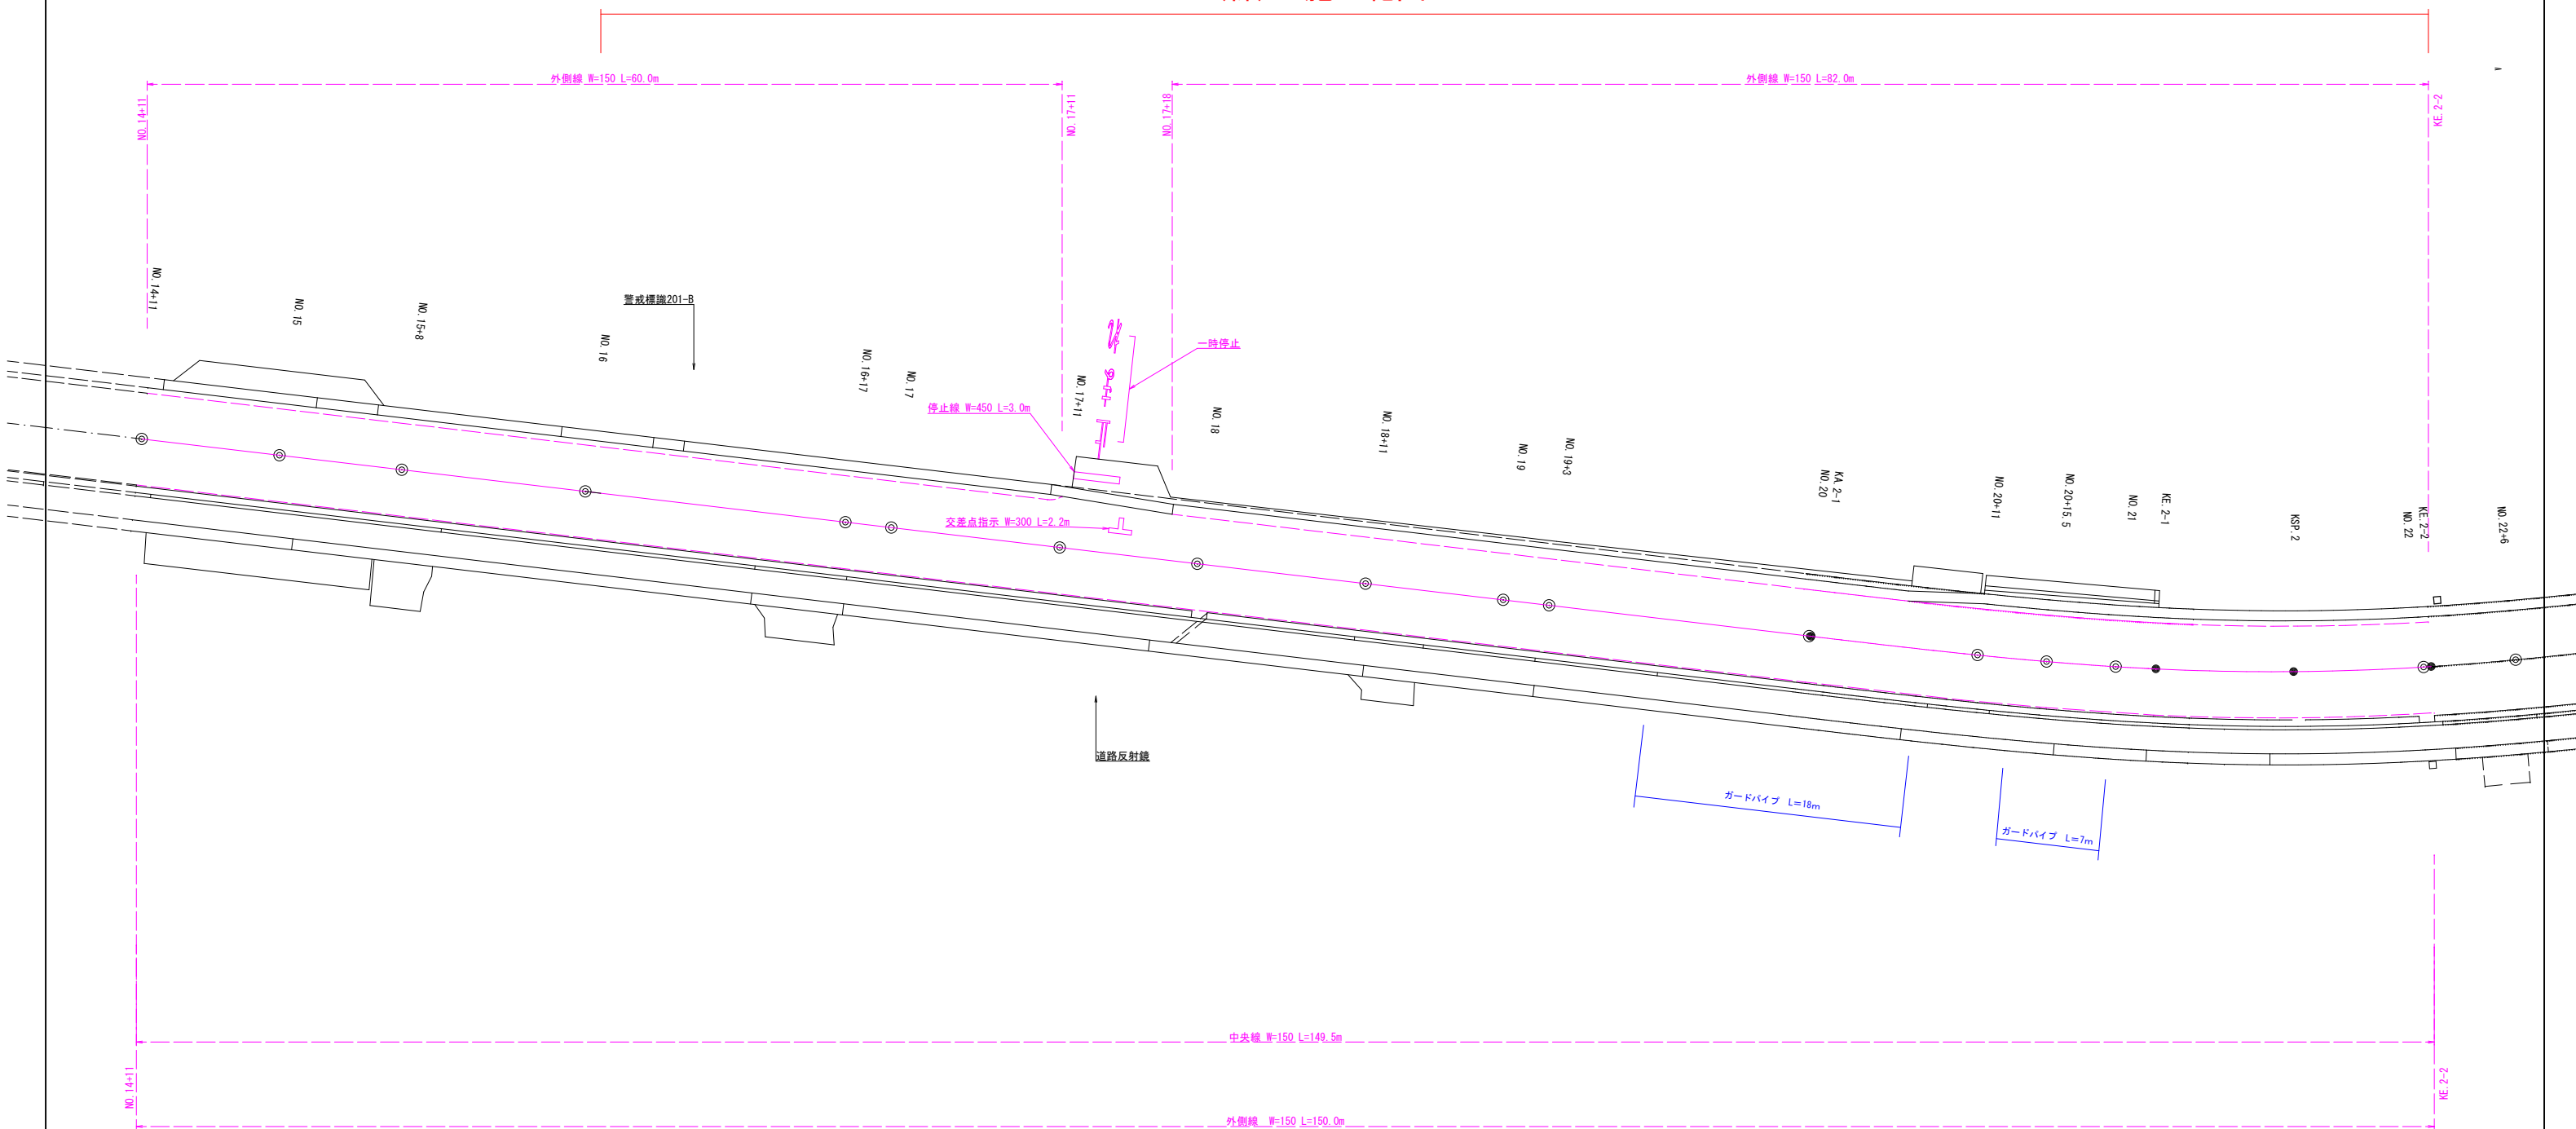 外側線 W=150 L=60.0m
外側線 W=150 L=82.0m
NO.14+11
NO.17+11
NO.17+18
KE.2-2
NO.14+11
NO.15
NO.15+8
警戒標識201-B
NO.16
NO.16+17
NO.17
停止線 W=450 L=3.0m
NO.17+11
止まれ
一時停止
NO.18
NO.18+11
NO.19
NO.19+3
交差点指示 W=300 L=2.2m
KA.2-1
NO.20
NO.20+11
NO.20+15.5
NO.21
KE.2-1
KSP.2
KE.2-2
NO.22
NO.22+6
道路反射鏡
ガードパイプ L=18m
ガードパイプ L=7m
中央線 W=150 L=149.5m
NO.14+11
KE.2-2
外側線 W=150 L=150.0m